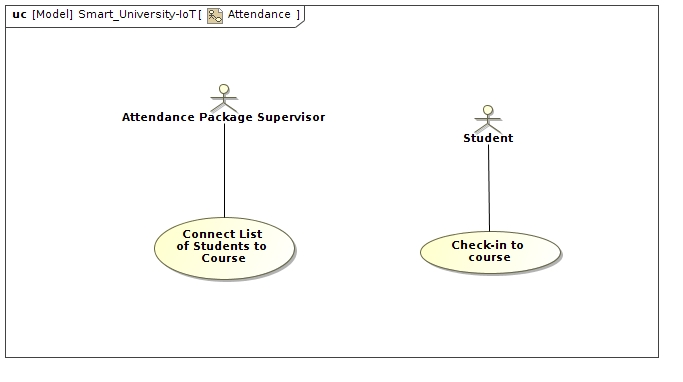 uc [Model] Smart_University-IoT[ Attendance ]
Attendance Package Supervisor
Student
Connect List
of Students to
Course
Check-in to
course